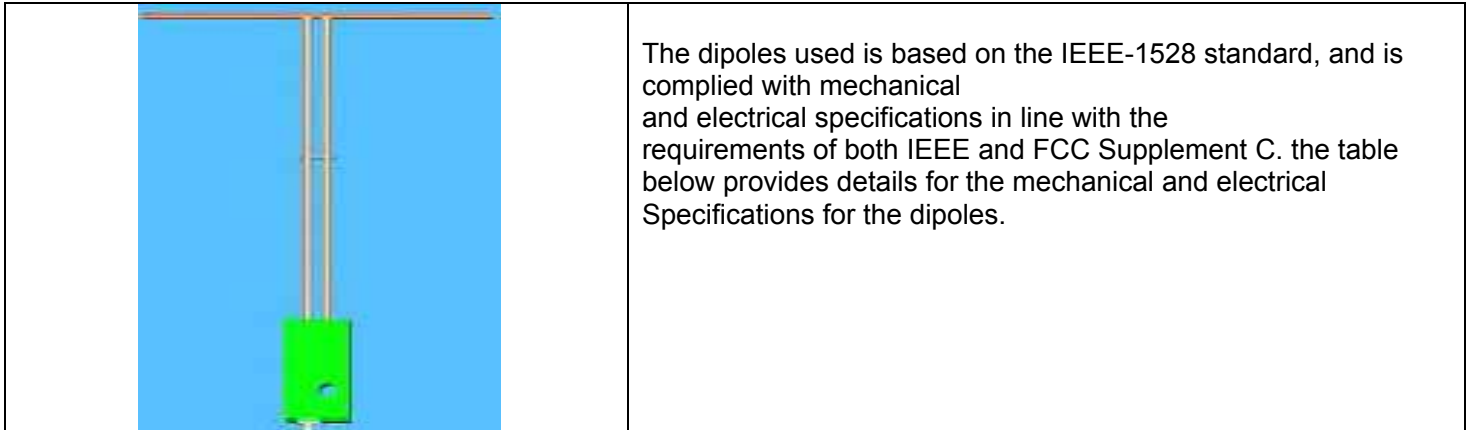 The dipoles used is based on the IEEE-1528 standard, and is
complied with mechanical
and electrical specifications in line with the
requirements of both IEEE and FCC Supplement C. the table
below provides details for the mechanical and electrical
Specifications for the dipoles.